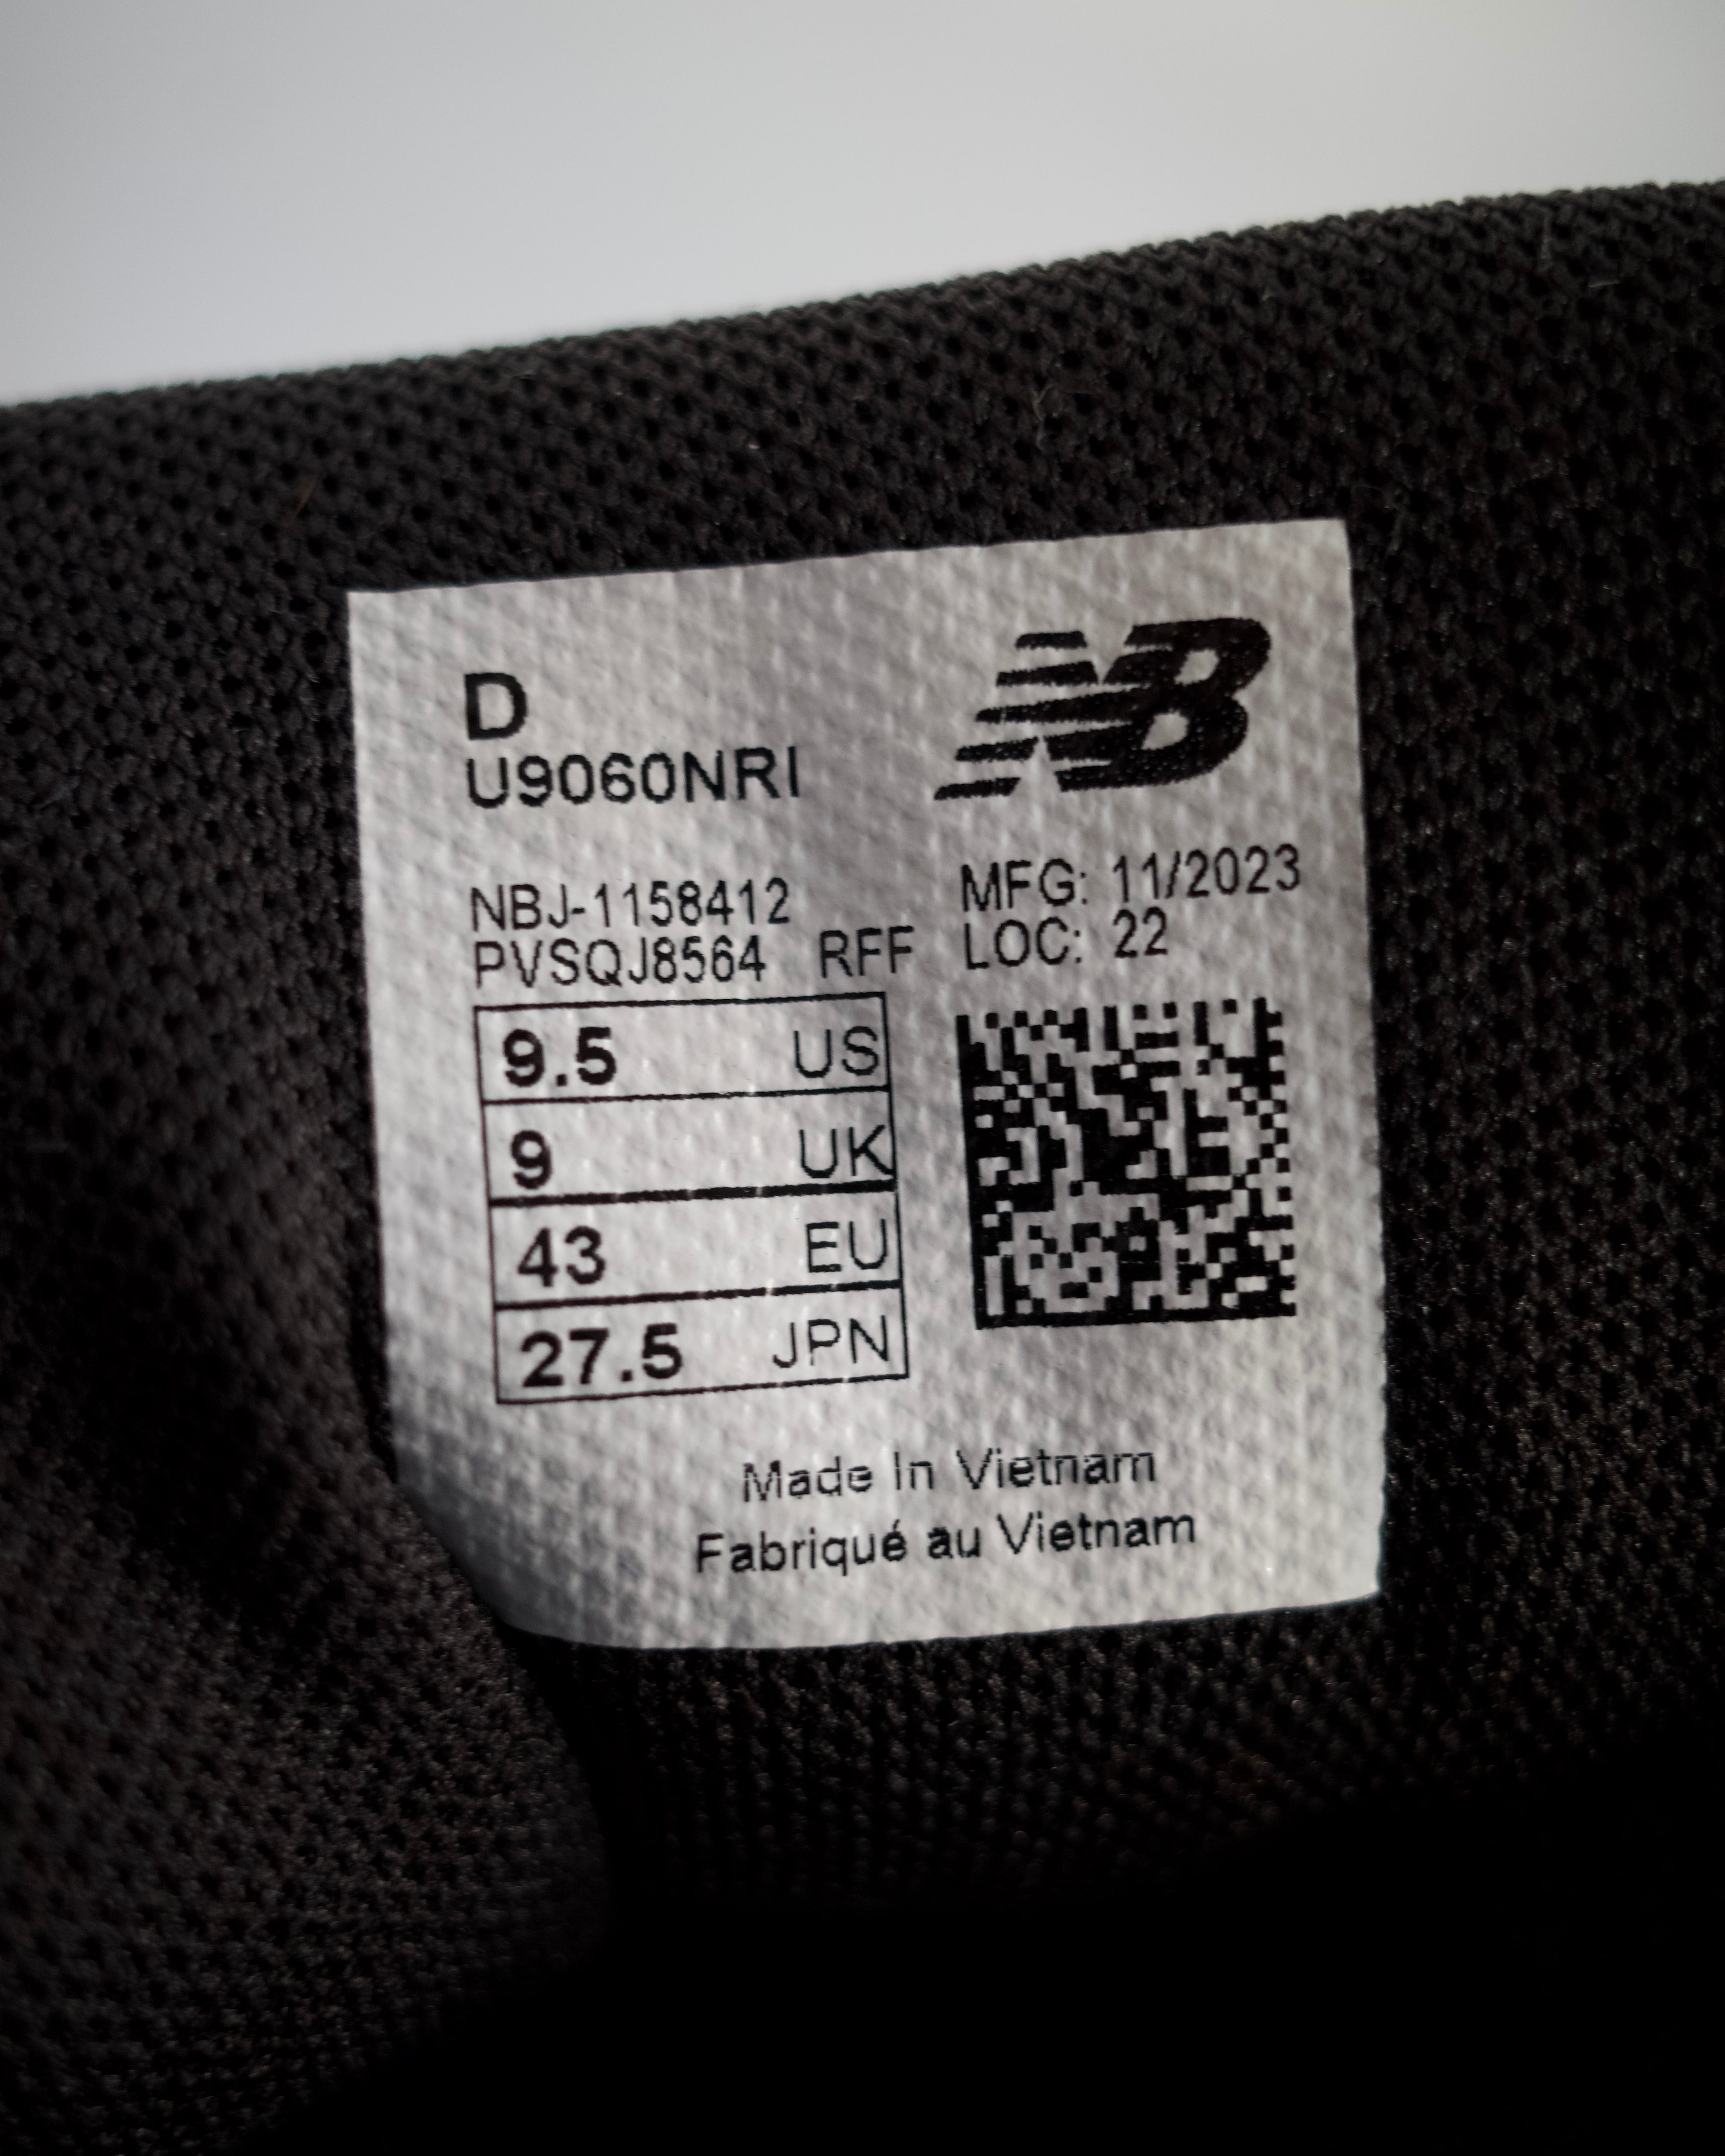 NB
D
U9060NRI
NBJ-1158412
PVSQJ8564 RFF
MFG: 11/2023
LOC: 22
9.5 US
9 UK
43 EU
27.5 JPN
Made In Vietnam
Fabriqué au Vietnam